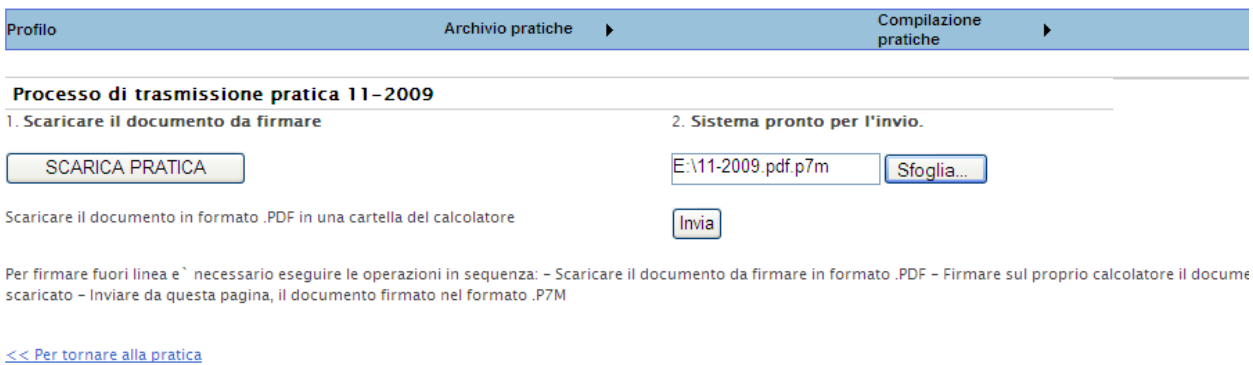 Profilo Archivio pratiche Compilazione
pratiche
Processo di trasmissione pratica 11-2009
1. Scaricare il documento da firmare 2. Sistema pronto per l'invio.
SCARICA PRATICA E:\11-2009.pdf.p7m Sfoglia...
Scaricare il documento in formato .PDF in una cartella del calcolatore Invia
Per firmare fuori linea e` necessario eseguire le operazioni in sequenza: - Scaricare il documento da firmare in formato .PDF - Firmare sul proprio calcolatore il docume
scaricato - Inviare da questa pagina, il documento firmato nel formato .P7M
<< Per tornare alla pratica